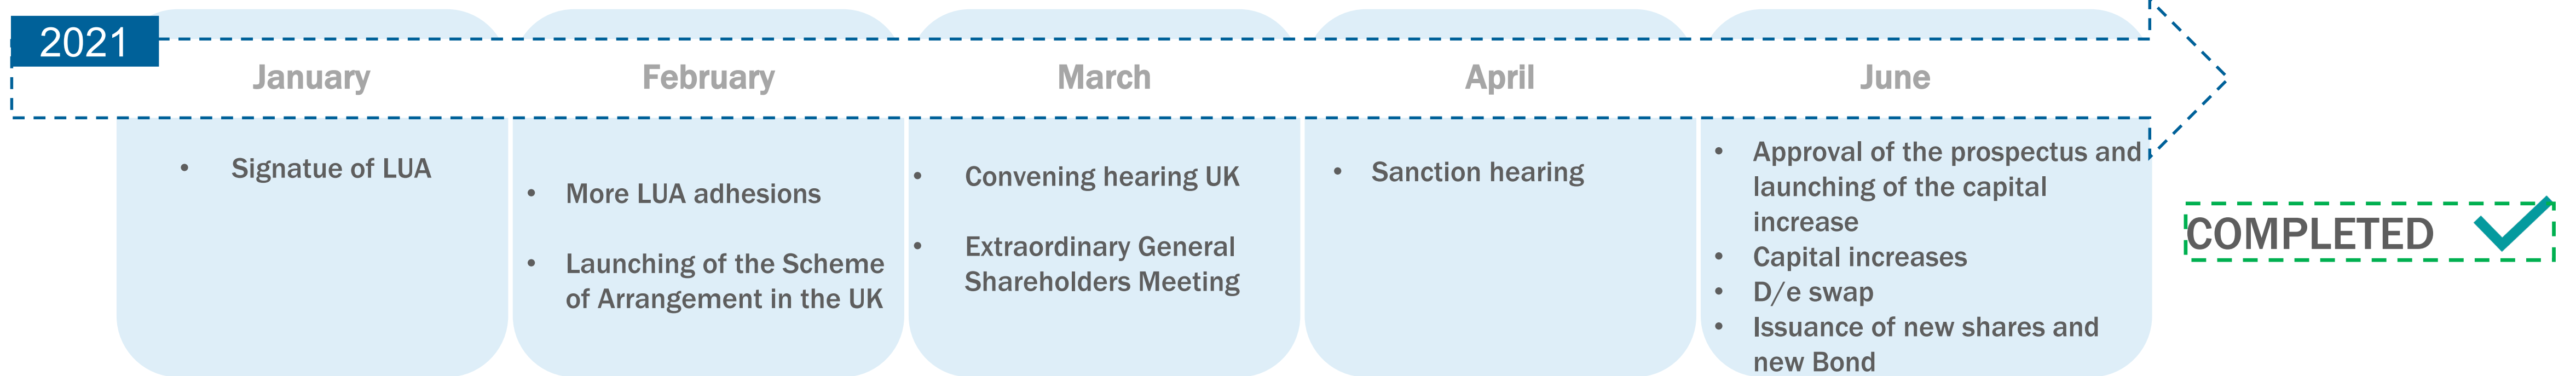 2021
January
February
March
April
June
• Signatue of LUA
• More LUA adhesions
• Launching of the Scheme
of Arrangement in the UK
• Convening hearing UK
• Extraordinary General
Shareholders Meeting
• Sanction hearing
• Approval of the prospectus and
launching of the capital
increase
• Capital increases
• D/e swap
• Issuance of new shares and
new Bond
COMPLETED